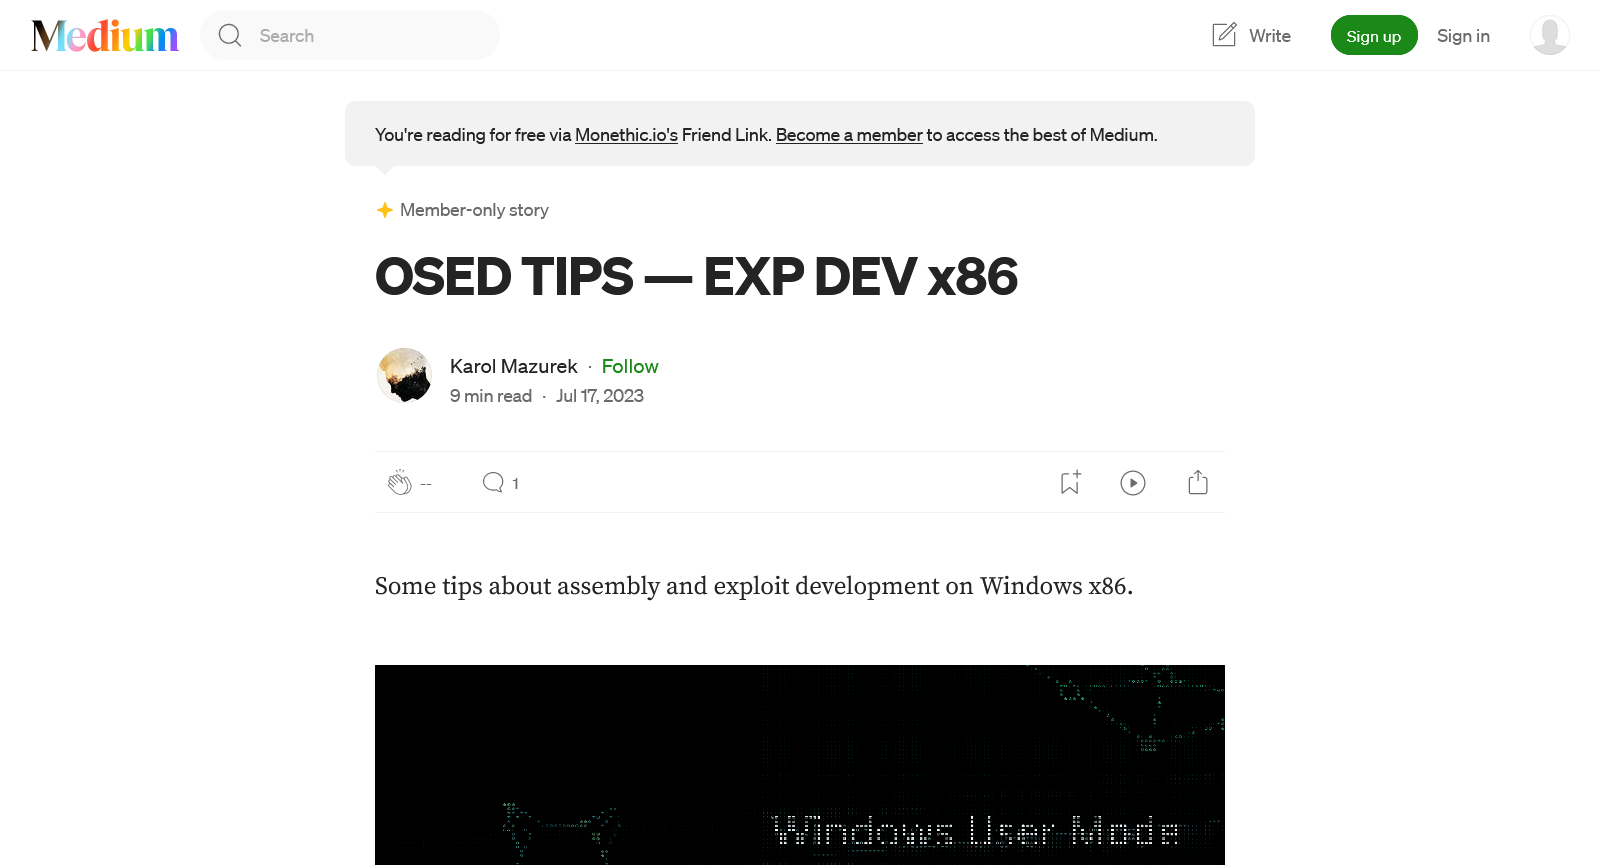 Medium
Search
Write
Sign up
Sign in
You're reading for free via Monethic.io's Friend Link. Become a member to access the best of Medium.
Member-only story
OSED TIPS — EXP DEV x86
Karol Mazurek · Follow
9 min read · Jul 17, 2023
--
1
Some tips about assembly and exploit development on Windows x86.
Windows User Mode